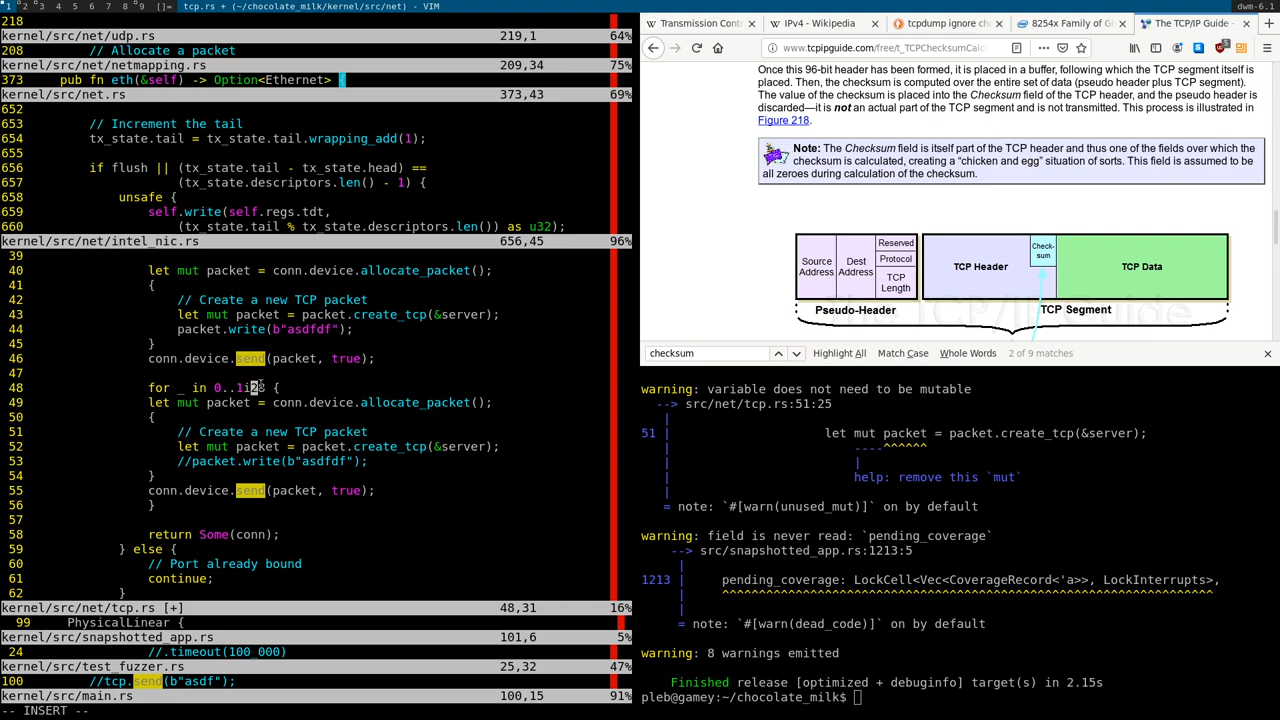 1 2 3 4 5 6 7 8 9 []= tcp.rs + (~/chocolate_milk/kernel/src/net) - VIM
dwm-6.1
218
kernel/src/net/udp.rs 219,1 64%
208 // Allocate a packet
kernel/src/net/netmapping.rs 209,34 75%
373 pub fn eth(&self) -> Option<Ethernet> {
kernel/src/net.rs 373,43 69%
652
653 // Increment the tail
654 tx_state.tail = tx_state.tail.wrapping_add(1);
655
656 if flush || (tx_state.tail - tx_state.head) ==
657 (tx_state.descriptors.len() - 1) {
658 unsafe {
659 self.write(self.regs.tdt,
660 (tx_state.tail % tx_state.descriptors.len()) as u32);
kernel/src/net/intel_nic.rs 656,45 96%
39
40 let mut packet = conn.device.allocate_packet();
41 {
42 // Create a new TCP packet
43 let mut packet = packet.create_tcp(&server);
44 packet.write(b"asdfdf");
45 }
46 conn.device.send(packet, true);
47
48 for _ in 0..1i28 {
49 let mut packet = conn.device.allocate_packet();
50 {
51 // Create a new TCP packet
52 let mut packet = packet.create_tcp(&server);
53 //packet.write(b"asdfdf");
54 }
55 conn.device.send(packet, true);
56 }
57
58 return Some(conn);
59 } else {
60 // Port already bound
61 continue;
62 }
kernel/src/net/tcp.rs [+] 48,31 16%
99 PhysicalLinear {
kernel/src/snapshotted_app.rs 101,6 5%
24 //.timeout(100_000)
kernel/src/test_fuzzer.rs 25,32 47%
100 //tcp.send(b"asdf");
kernel/src/main.rs 100,15 91%
-- INSERT --
Transmission Cont
IPv4 - Wikipedia
tcpdump ignore ch
8254x Family of Gi
The TCP/IP Guide -
www.tcpipguide.com/free/t_TCPChecksumCalc
Once this 96-bit header has been formed, it is placed in a buffer, following which the TCP segment itself is
placed. Then, the checksum is computed over the entire set of data (pseudo header plus TCP segment).
The value of the checksum is placed into the Checksum field of the TCP header, and the pseudo header is
discarded—it is not an actual part of the TCP segment and is not transmitted. This process is illustrated in
Figure 218.
Note: The Checksum field is itself part of the TCP header and thus one of the fields over which the
checksum is calculated, creating a “chicken and egg” situation of sorts. This field is assumed to be
all zeroes during calculation of the checksum.
Source
Address
Dest
Address
Reserved
Protocol
TCP
Length
TCP Header
Check-
sum
TCP Data
The TCP/IP Guide
Pseudo-Header
TCP Segment
checksum Highlight All Match Case Whole Words 2 of 9 matches
warning: variable does not need to be mutable
--> src/net/tcp.rs:51:25
|
51 | let mut packet = packet.create_tcp(&server);
| ----^^^^^^
| |
| help: remove this `mut`
|
= note: `#[warn(unused_mut)]` on by default
warning: field is never read: `pending_coverage`
--> src/snapshotted_app.rs:1213:5
|
1213 | pending_coverage: LockCell<Vec<CoverageRecord<'a>>, LockInterrupts>,
| ^^^^^^^^^^^^^^^^^^^^^^^^^^^^^^^^^^^^^^^^^^^^^^^^^^^^^^^^^^^^^^^^^^^
|
= note: `#[warn(dead_code)]` on by default
warning: 8 warnings emitted
Finished release [optimized + debuginfo] target(s) in 2.15s
pleb@gamey:~/chocolate_milk$